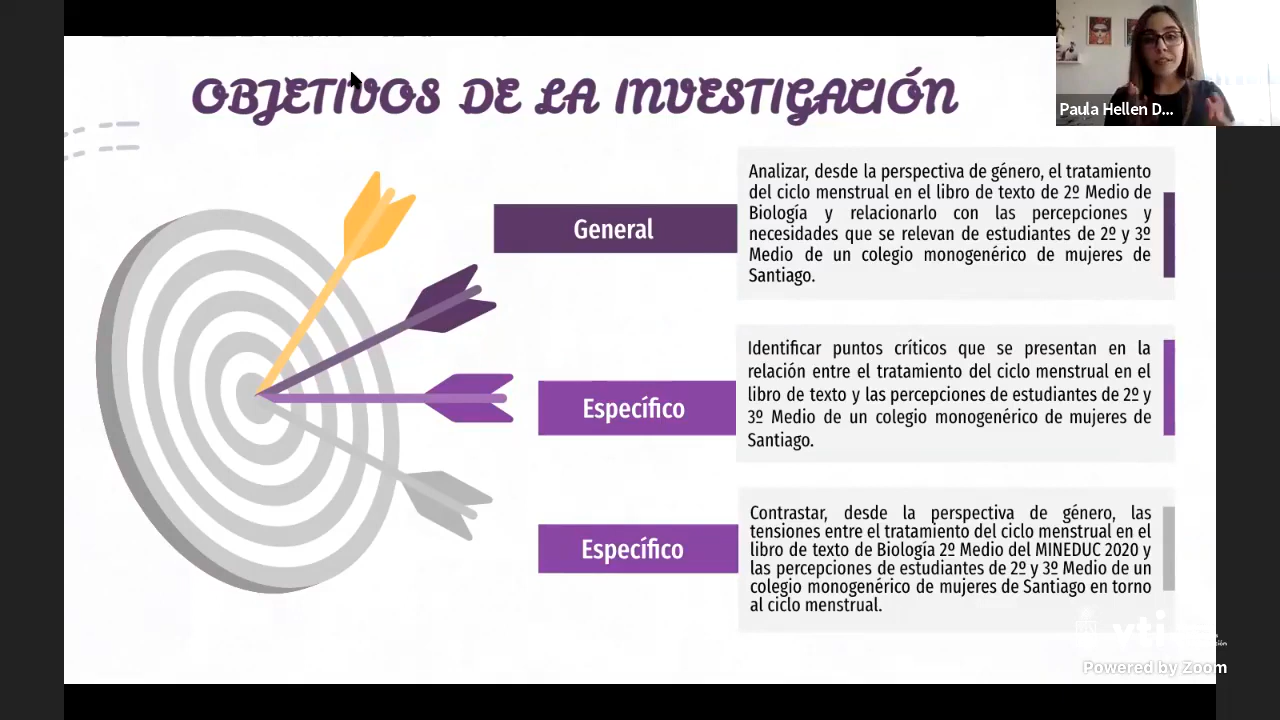 OBJETIVOS DE LA INVESTIGACIÓN
Paula Hellen D...
General
Analizar, desde la perspectiva de género, el tratamiento
del ciclo menstrual en el libro de texto de 2º Medio de
Biología y relacionarlo con las percepciones y
necesidades que se relevan de estudiantes de 2º y 3º
Medio de un colegio monogenérico de mujeres de
Santiago.
Específico
Identificar puntos críticos que se presentan en la
relación entre el tratamiento del ciclo menstrual en el
libro de texto y las percepciones de estudiantes de 2º y
3º Medio de un colegio monogenérico de mujeres de
Santiago.
Específico
Contrastar, desde la perspectiva de género, las
tensiones entre el tratamiento del ciclo menstrual en el
libro de texto de Biología 2º Medio del MINEDUC 2020 y
las percepciones de estudiantes de 2º y 3º Medio de un
colegio monogenérico de mujeres de Santiago en torno
al ciclo menstrual.
Powered by Zoom